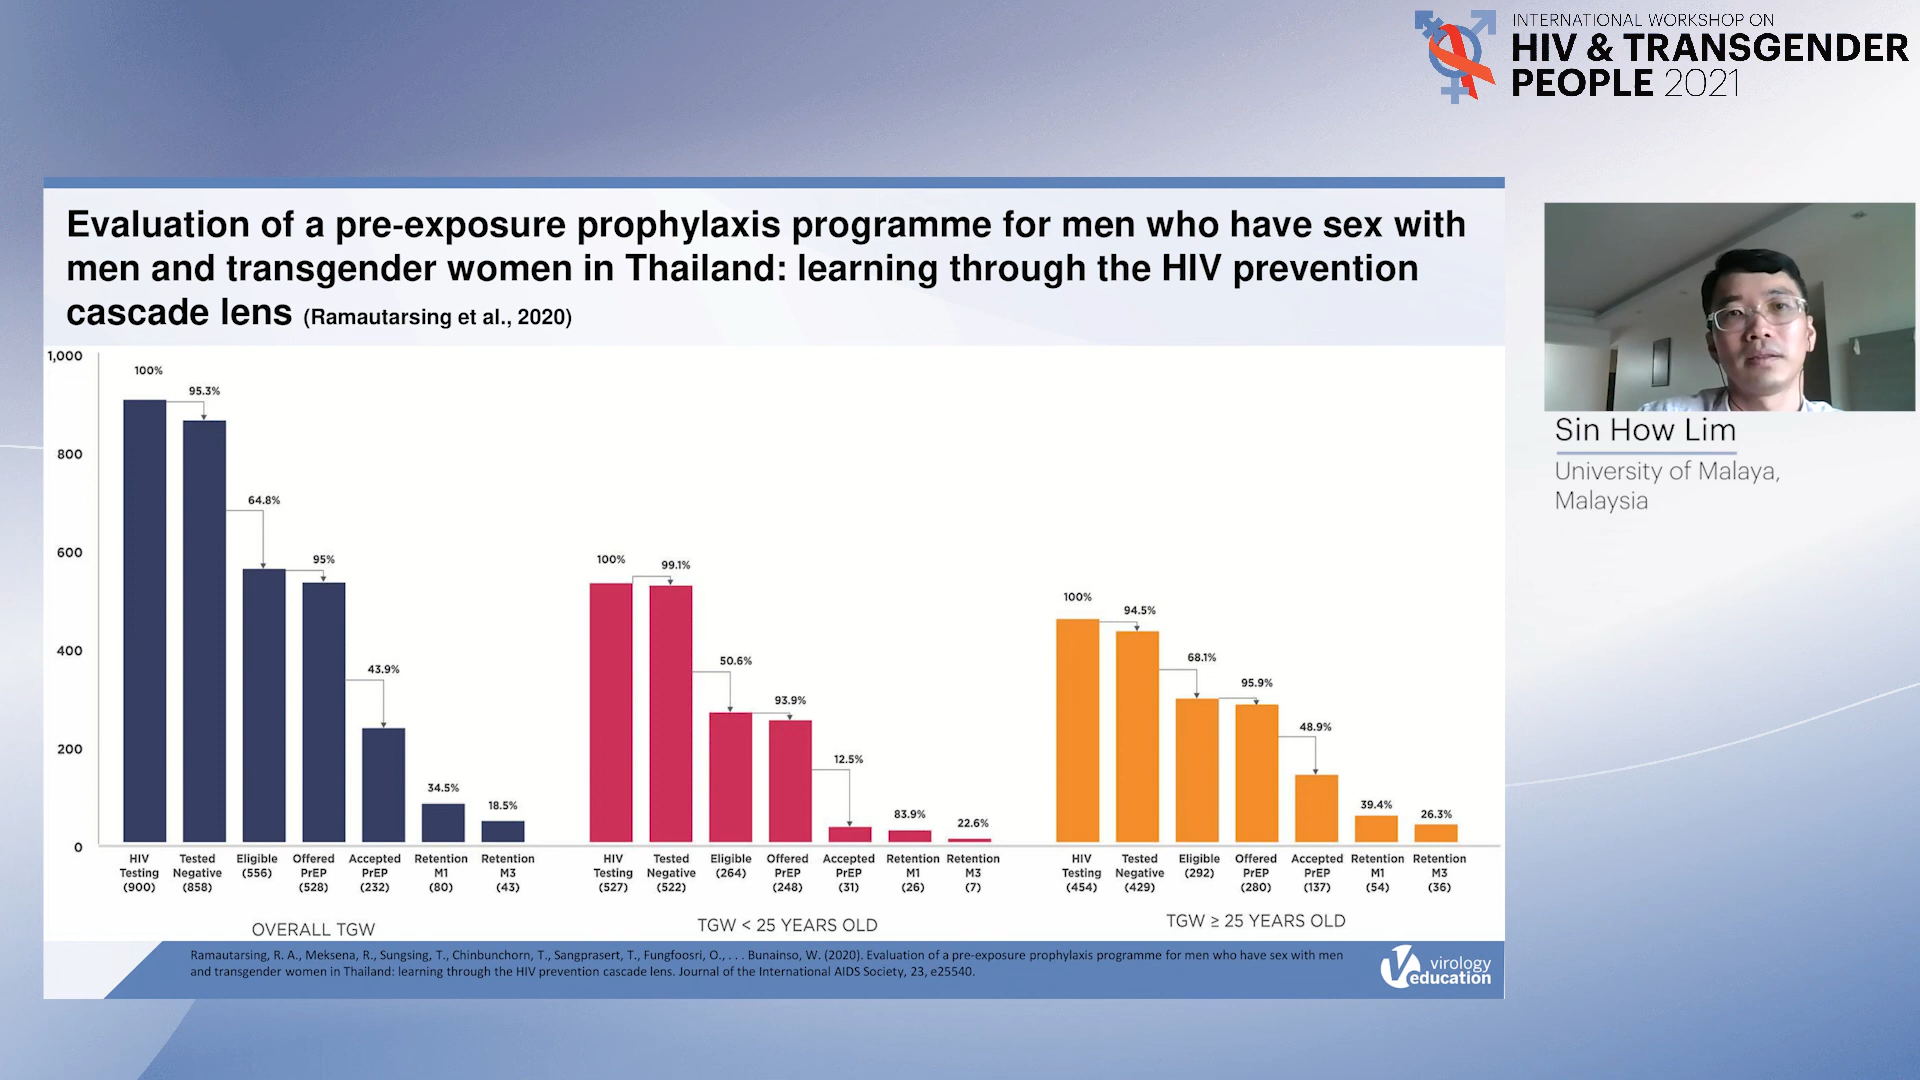 INTERNATIONAL WORKSHOP ON
HIV & TRANSGENDER
PEOPLE 2021
Evaluation of a pre-exposure prophylaxis programme for men who have sex with
men and transgender women in Thailand: learning through the HIV prevention
cascade lens (Ramautarsing et al., 2020)
Sin How Lim
University of Malaya,
Malaysia
1,000
800
600
400
200
0
100%
95.3%
64.8%
95%
43.9%
34.5%
18.5%
HIV Testing (900)
Tested Negative (858)
Eligible (556)
Offered PrEP (528)
Accepted PrEP (232)
Retention M1 (80)
Retention M3 (43)
OVERALL TGW
100%
99.1%
50.6%
93.9%
12.5%
83.9%
22.6%
HIV Testing (527)
Tested Negative (522)
Eligible (264)
Offered PrEP (248)
Accepted PrEP (31)
Retention M1 (26)
Retention M3 (7)
TGW < 25 YEARS OLD
100%
94.5%
68.1%
95.9%
48.9%
39.4%
26.3%
HIV Testing (454)
Tested Negative (429)
Eligible (292)
Offered PrEP (280)
Accepted PrEP (137)
Retention M1 (54)
Retention M3 (36)
TGW ≥ 25 YEARS OLD
Ramautarsing, R. A., Meksena, R., Sungsing, T., Chinbunchorn, T., Sangprasert, T., Fungfoosri, O., . . . Bunainso, W. (2020). Evaluation of a pre-exposure prophylaxis programme for men who have sex with men
and transgender women in Thailand: learning through the HIV prevention cascade lens. Journal of the International AIDS Society, 23, e25540.
virology
education